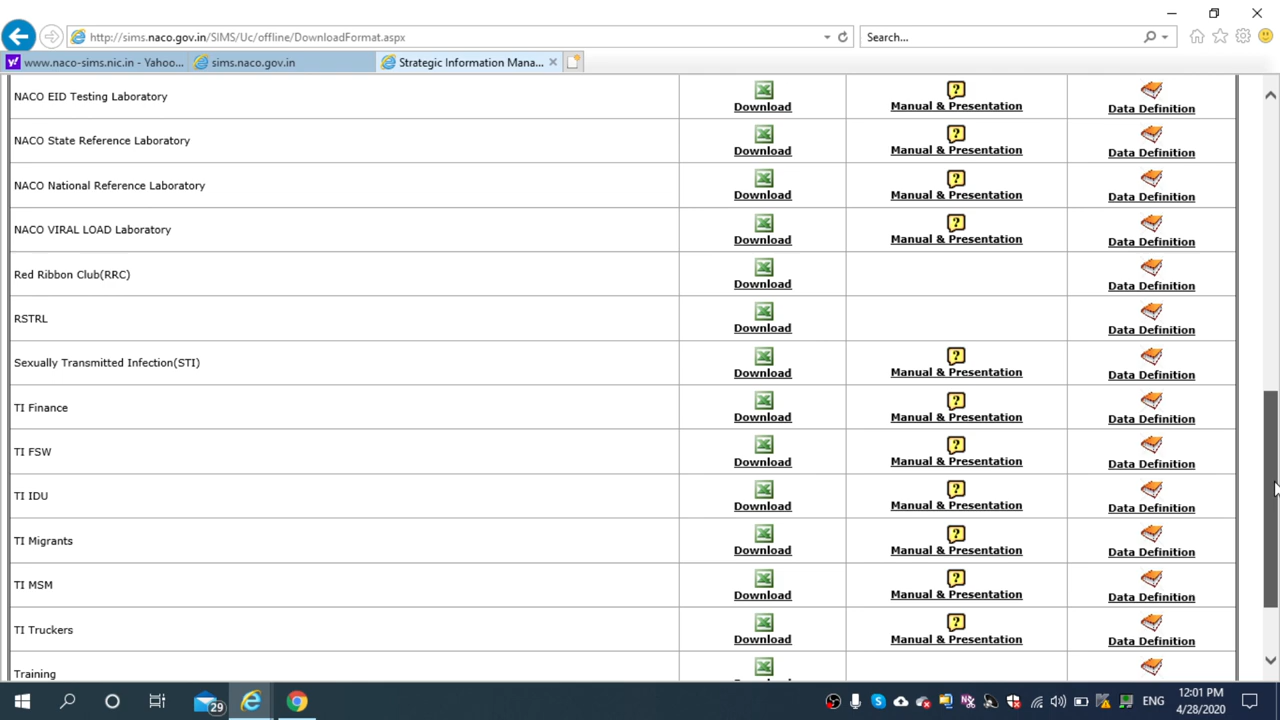 http://sims.naco.gov.in/SIMS/Uc/offline/DownloadFormat.aspx
Search...
www.naco-sims.nic.in - Yahoo...
sims.naco.gov.in
Strategic Information Mana...
NACO EID Testing Laboratory Download Manual & Presentation Data Definition
NACO State Reference Laboratory Download Manual & Presentation Data Definition
NACO National Reference Laboratory Download Manual & Presentation Data Definition
NACO VIRAL LOAD Laboratory Download Manual & Presentation Data Definition
Red Ribbon Club(RRC) Download Data Definition
RSTRL Download Data Definition
Sexually Transmitted Infection(STI) Download Manual & Presentation Data Definition
TI Finance Download Manual & Presentation Data Definition
TI FSW Download Manual & Presentation Data Definition
TI IDU Download Manual & Presentation Data Definition
TI Migrants Download Manual & Presentation Data Definition
TI MSM Download Manual & Presentation Data Definition
TI Truckers Download Manual & Presentation Data Definition
Training
29
ENG
12:01 PM
4/28/2020